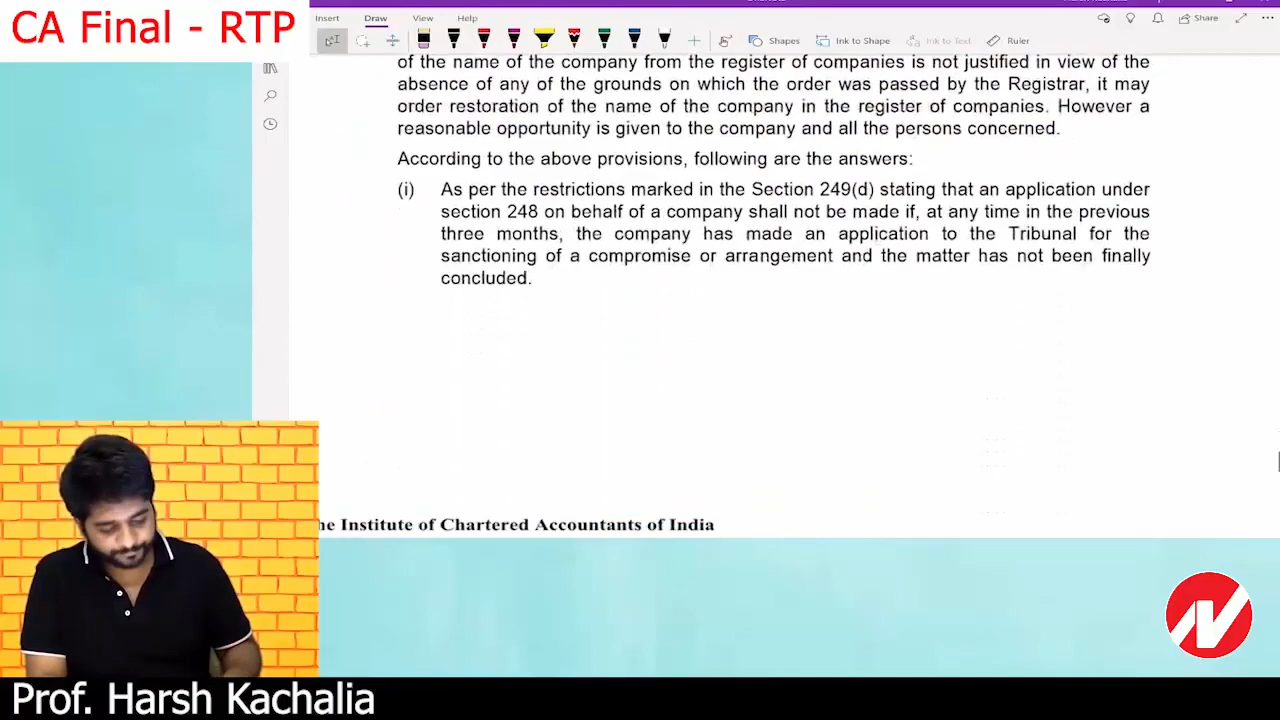 CA Final - RTP
Insert Draw View Help
Share
Shapes Ink to Shape Ink to Text Ruler
of the name of the company from the register of companies is not justified in view of the
absence of any of the grounds on which the order was passed by the Registrar, it may
order restoration of the name of the company in the register of companies. However a
reasonable opportunity is given to the company and all the persons concerned.
According to the above provisions, following are the answers:
(i) As per the restrictions marked in the Section 249(d) stating that an application under
section 248 on behalf of a company shall not be made if, at any time in the previous
three months, the company has made an application to the Tribunal for the
sanctioning of a compromise or arrangement and the matter has not been finally
concluded.
he Institute of Chartered Accountants of India
Prof. Harsh Kachalia